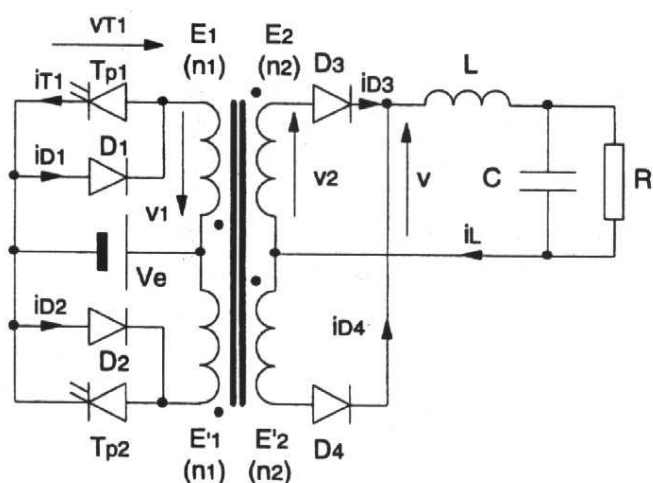 vT1
E1
E2
(n1)
(n2)
D3
iD3
L
iT1
Tp1
iD1
D1
v1
v2
v
C
R
Ve
iL
iD2
D2
iD4
Tp2
E'1
E'2
D4
(n1)
(n2)